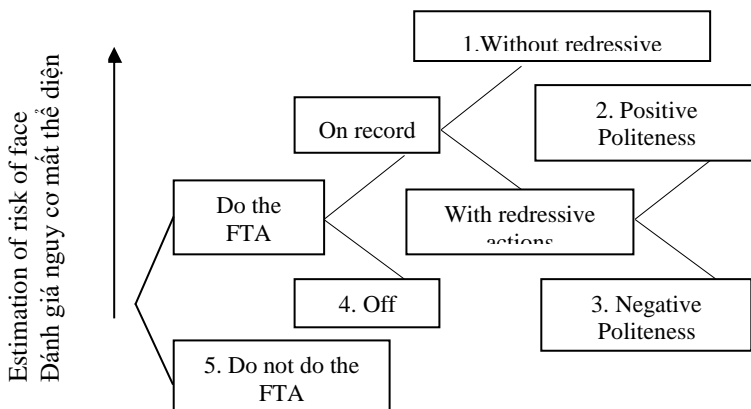 Estimation of risk of face
Đánh giá nguy cơ mất thể diện
1.Without redressive
On record
2. Positive
Politeness
Do the
FTA
With redressive
actions
4. Off
3. Negative
Politeness
5. Do not do the
FTA